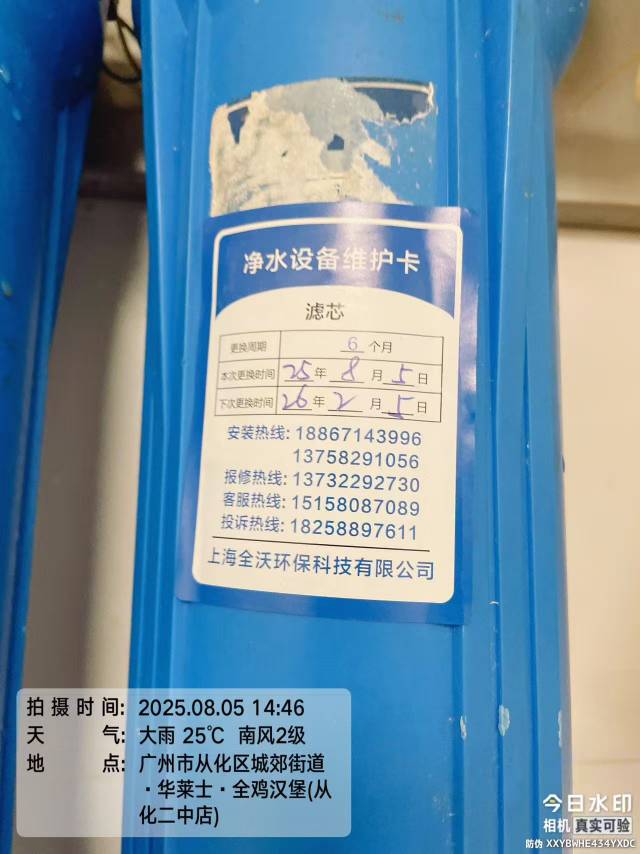 净水设备维护卡
滤芯
更换周期 6个月
本次更换时间 25年8月5日
下次更换时间 26年2月5日
安装热线: 18867143996
13758291056
报修热线: 13732292730
客服热线: 15158087089
投诉热线: 18258897611
上海全沃环保科技有限公司
拍摄时间: 2025.08.05 14:46
天气: 大雨 25℃ 南风2级
地点: 广州市从化区城郊街道
·华莱士·全鸡汉堡(从
化二中店)
今日水印
相机 真实可验
防伪 XXYBWHE434YXDC